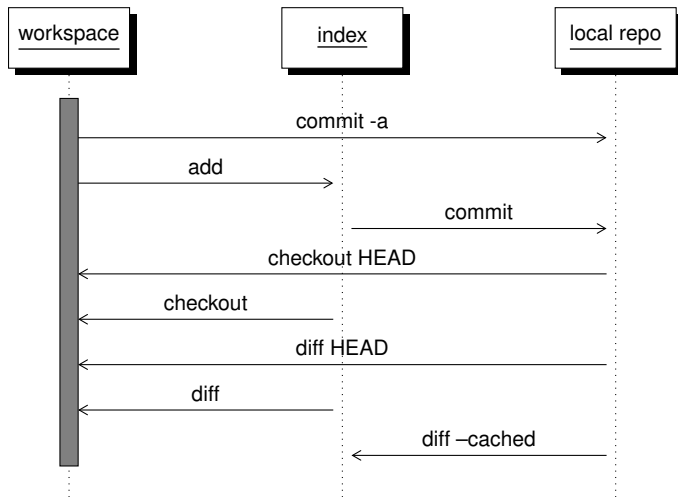 workspace
index
local repo
commit -a
add
commit
checkout HEAD
checkout
diff HEAD
diff
diff –cached